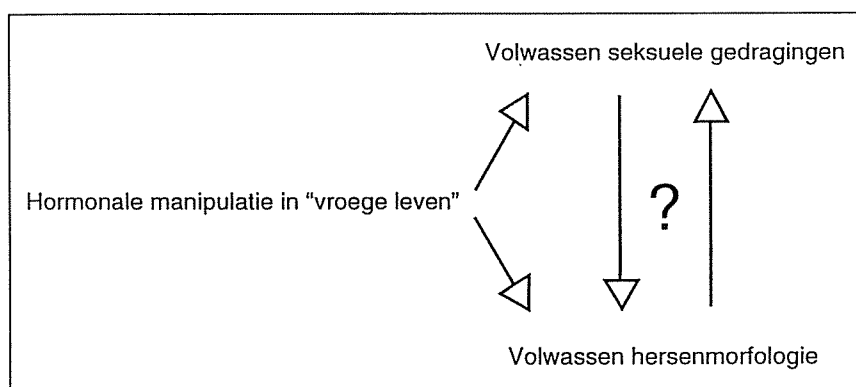 Volwassen seksuele gedragingen
Hormonale manipulatie in “vroege leven”
?
Volwassen hersenmorfologie